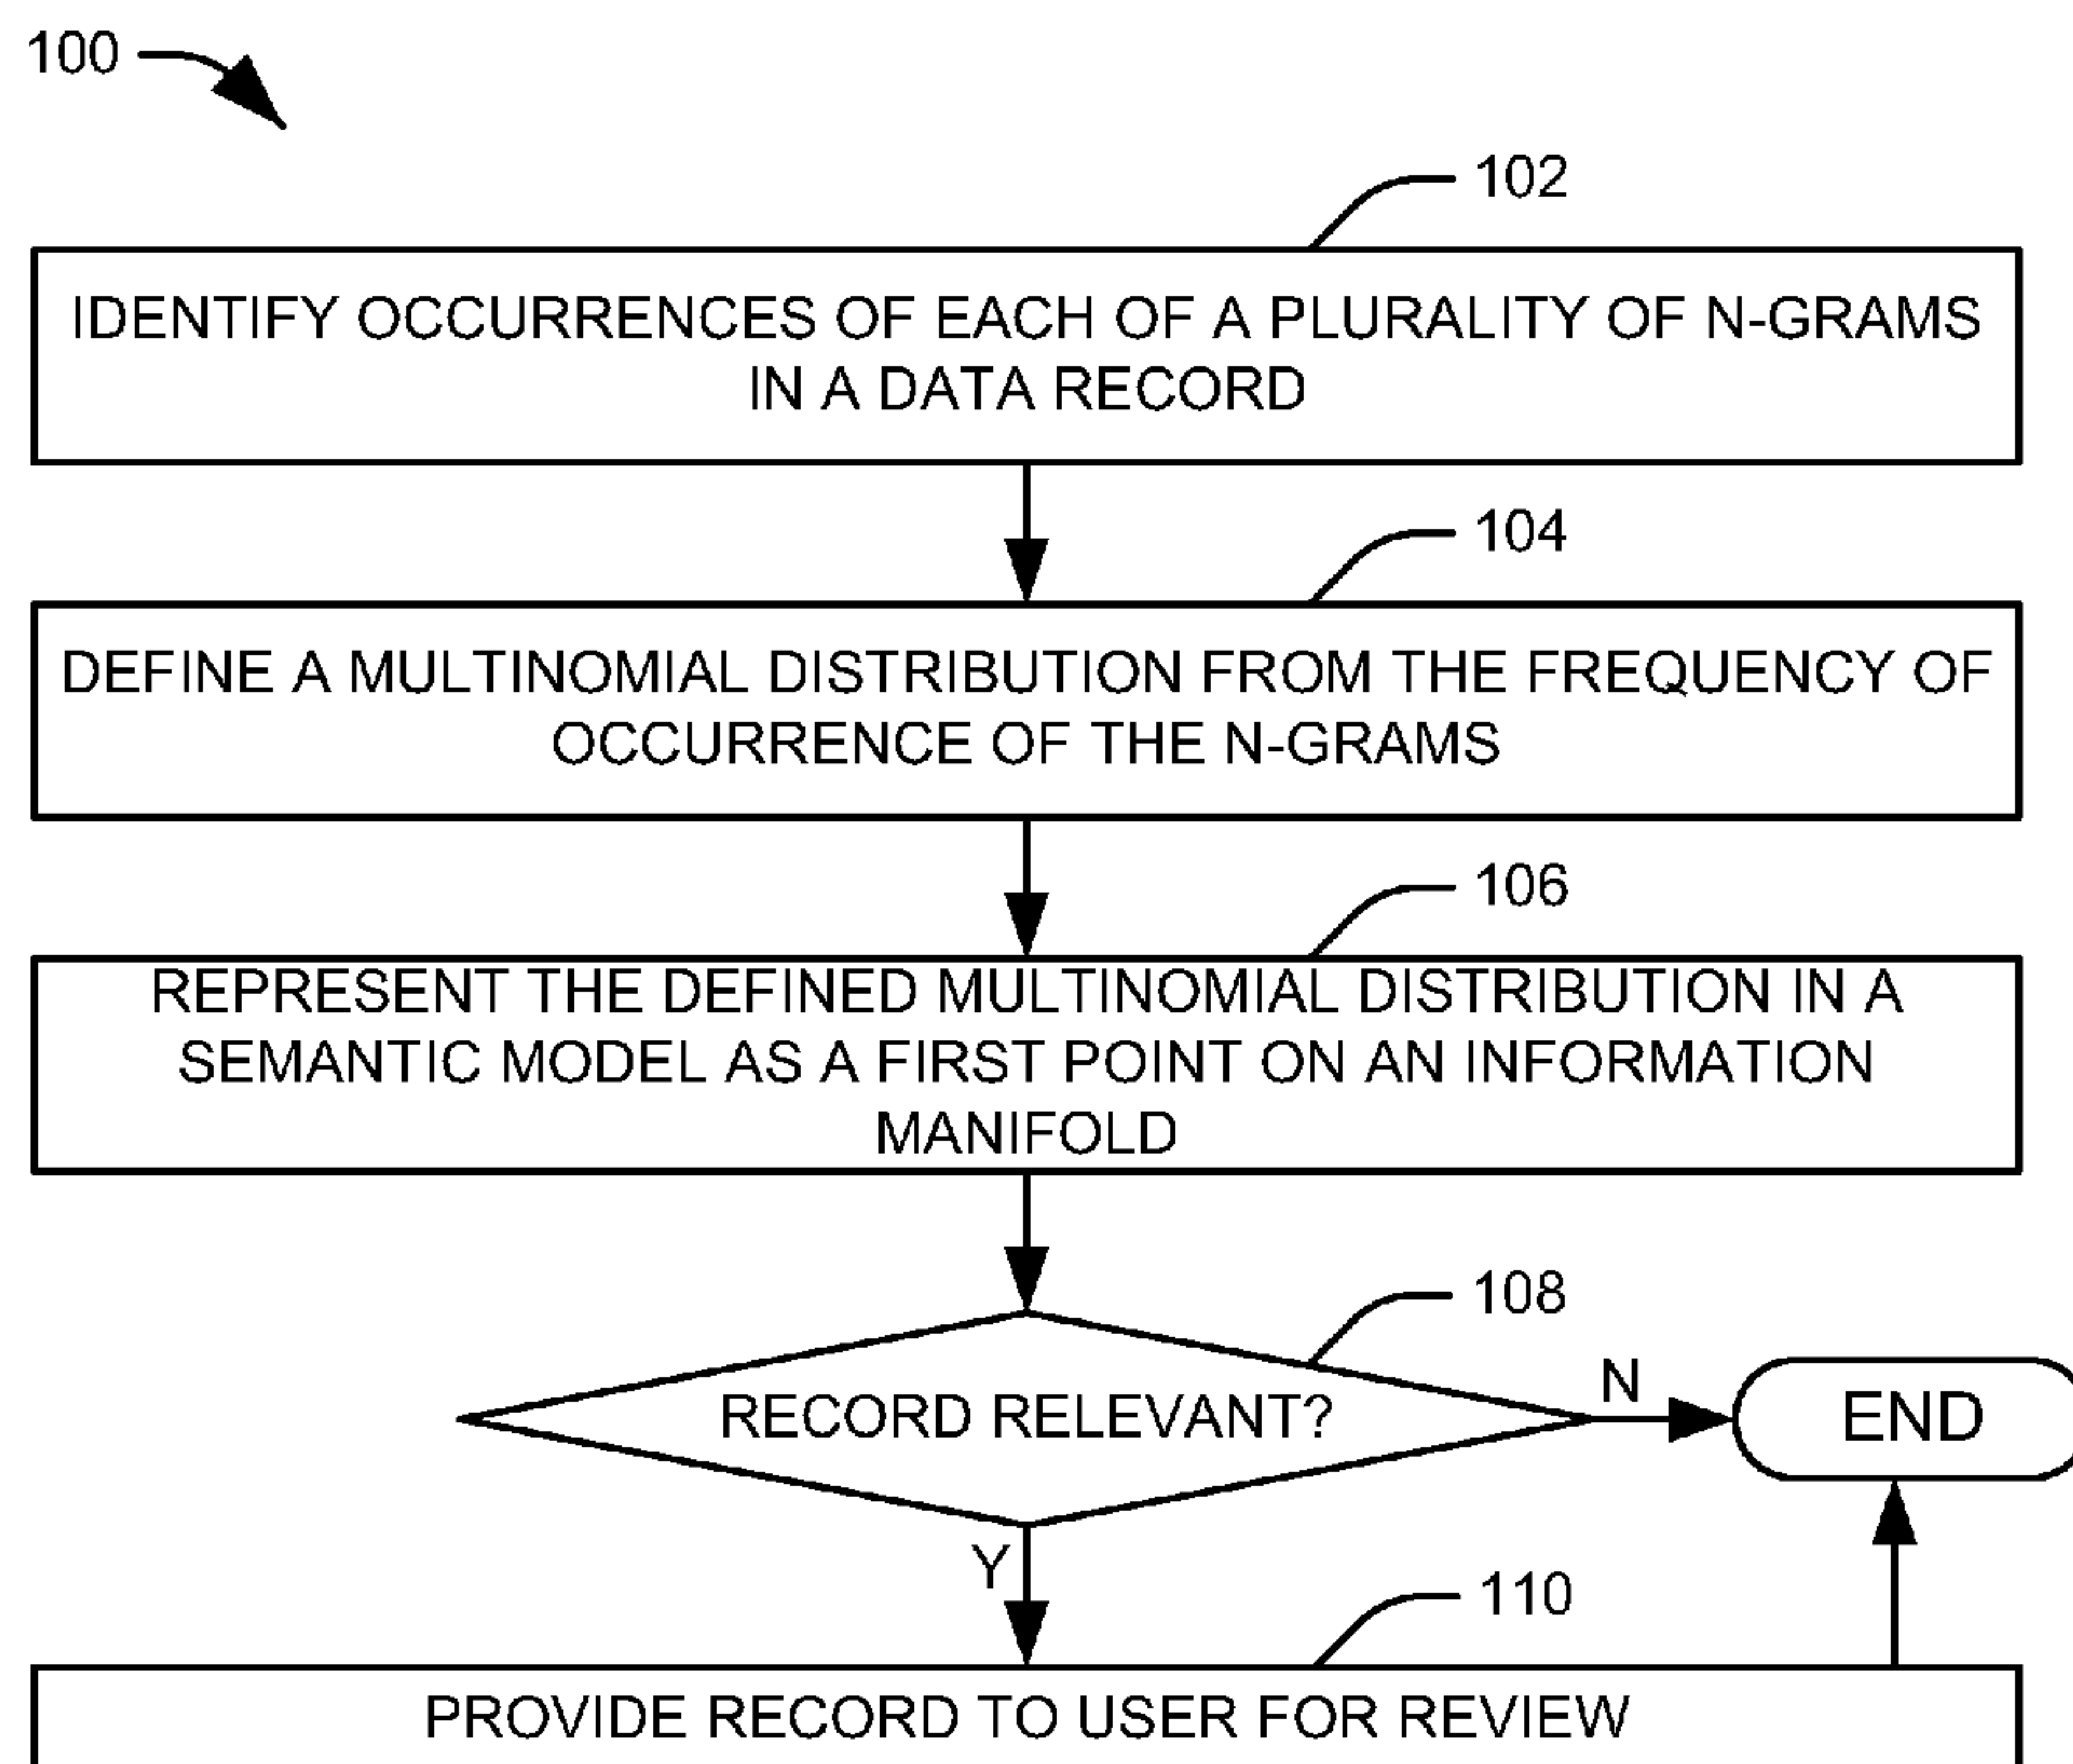 100
102
IDENTIFY OCCURRENCES OF EACH OF A PLURALITY OF N-GRAMS
IN A DATA RECORD
104
DEFINE A MULTINOMIAL DISTRIBUTION FROM THE FREQUENCY OF
OCCURRENCE OF THE N-GRAMS
106
REPRESENT THE DEFINED MULTINOMIAL DISTRIBUTION IN A
SEMANTIC MODEL AS A FIRST POINT ON AN INFORMATION
MANIFOLD
108
RECORD RELEVANT?
N
END
Y
110
PROVIDE RECORD TO USER FOR REVIEW